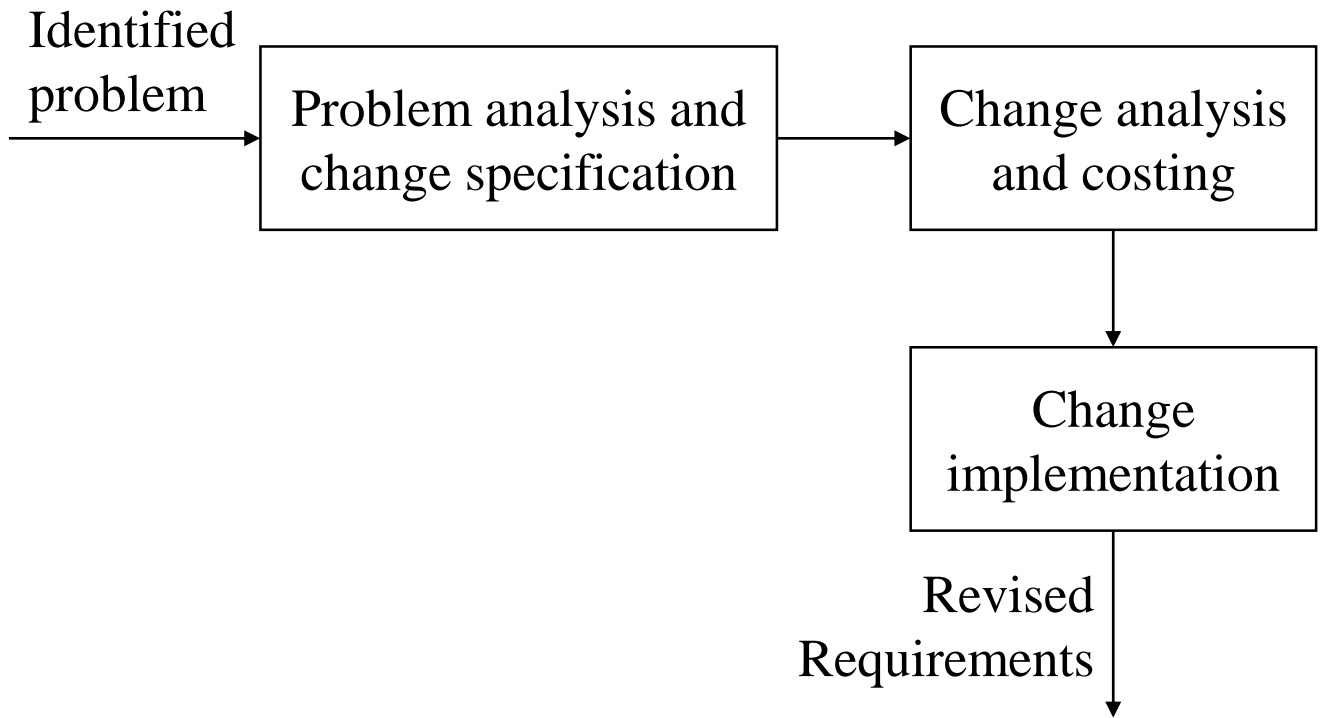 Identified
problem
Problem analysis and
change specification
Change analysis
and costing
Change
implementation
Revised
Requirements